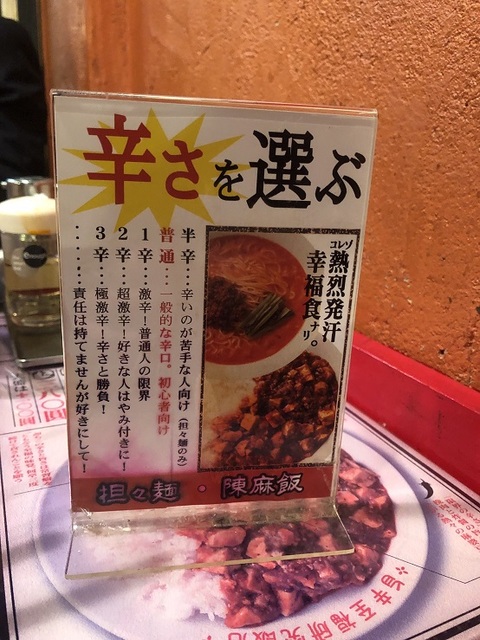 辛さを選ぶ
熱烈発汗
コレゾ
幸福食ナリ。
半辛…辛いのが苦手な人向け(担々麺のみ)
普通…一般的な辛口。初心者向け
1辛…激辛!普通人の限界
2辛…超激辛!好きな人はやみ付きに!
3辛…極激辛!辛さと勝負!
………責任は持てませんが好きにして!
担々麺・陳麻飯